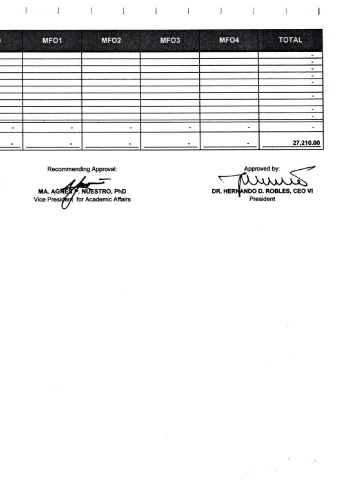 MFO1 MFO2 MFO3 MFO4 TOTAL
-
-
-
-
-
-
-
- - - - - -
- - - - - 27,210.00
Recommending Approval: Approved by:
MA. AGNES P. NUESTRO, PhD DR. HERNANDO D. ROBLES, CEO VI
Vice President for Academic Affairs President